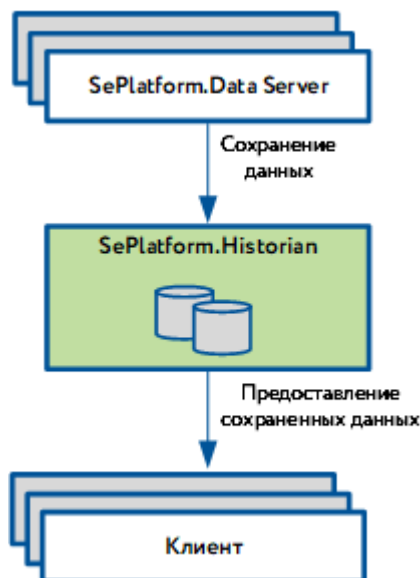 SePlatform.Data Server
Сохранение
данных
SePlatform.Historian
Предоставление
сохраненных данных
Клиент